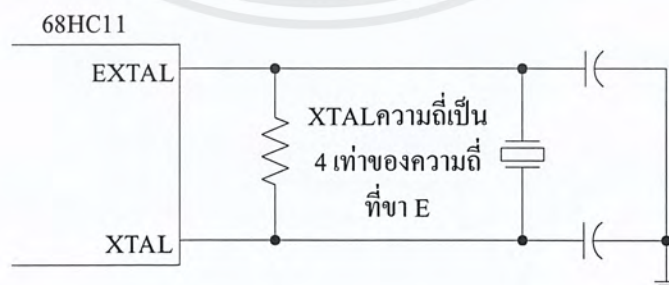 68HC11
EXTAL
XTALความถี่เป็น
4 เท่าของความถี่
ที่ขา E
XTAL